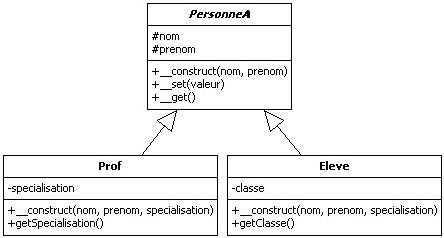 PersonneA
#nom
#prenom
+__construct(nom, prenom)
+__set(valeur)
+__get()
Prof
-specialisation
+__construct(nom, prenom, specialisation)
+getSpecialisation()
Eleve
-classe
+__construct(nom, prenom, specialisation)
+getClasse()